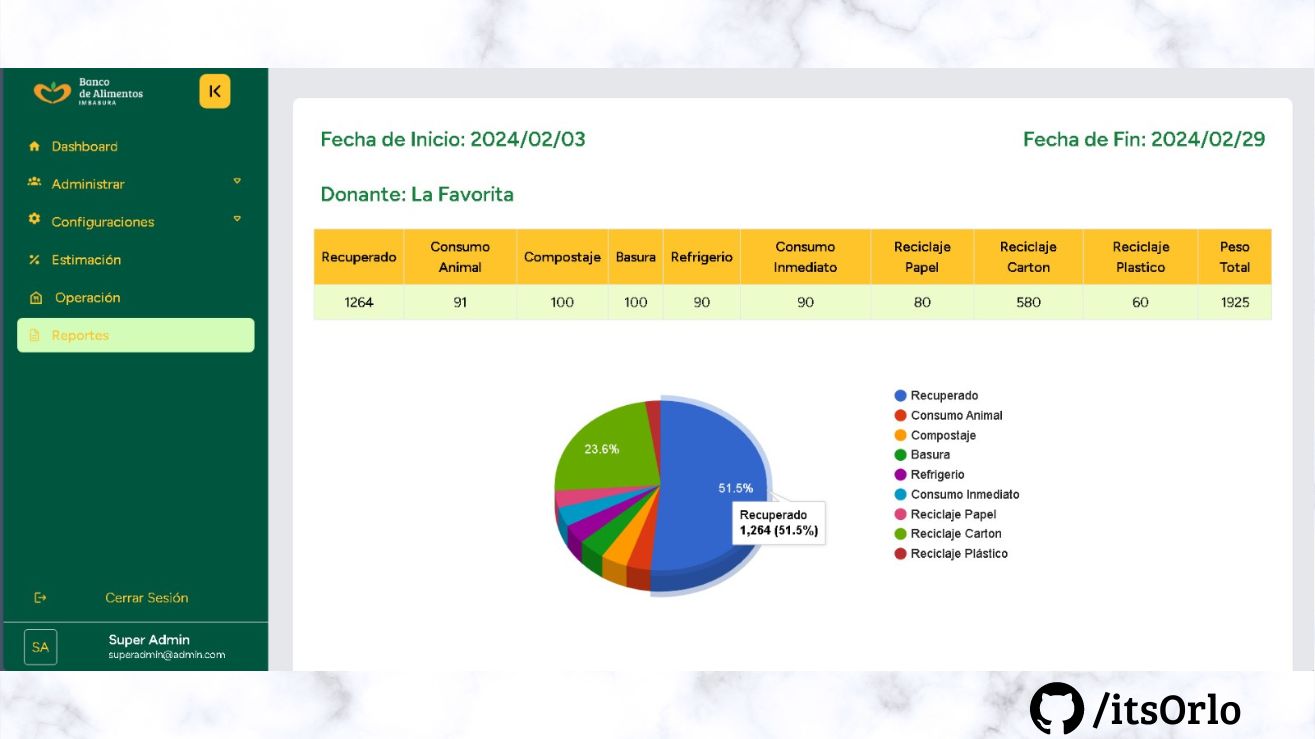 Banco
de Alimentos
IMBABURA
Dashboard
Administrar
Configuraciones
Estimación
Operación
Reportes
Cerrar Sesión
SA
Super Admin
superadmin@admin.com
Fecha de Inicio: 2024/02/03
Fecha de Fin: 2024/02/29
Donante: La Favorita
Recuperado Consumo Animal Compostaje Basura Refrigerio Consumo Inmediato Reciclaje Papel Reciclaje Carton Reciclaje Plastico Peso Total
1264 91 100 100 90 90 80 580 60 1925
23.6%
51.5%
Recuperado
1,264 (51.5%)
Recuperado
Consumo Animal
Compostaje
Basura
Refrigerio
Consumo Inmediato
Reciclaje Papel
Reciclaje Carton
Reciclaje Plástico
/itsOrlo